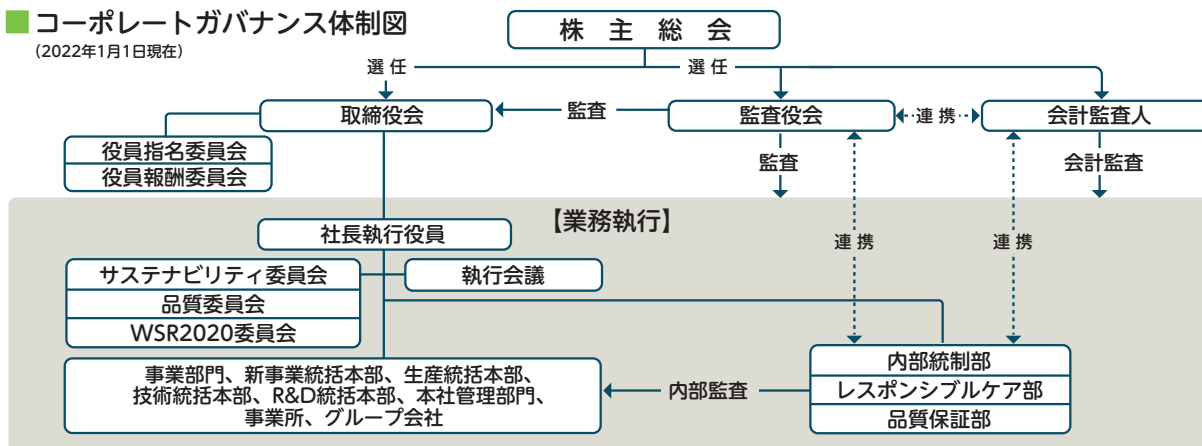 コーポレートガバナンス体制図
(2022年1月1日現在)
株主総会
選任
選任
取締役会
監査
監査役会
連携
会計監査人
役員指名委員会
役員報酬委員会
監査
会計監査
【業務執行】
社長執行役員
連携
連携
サステナビリティ委員会
執行会議
品質委員会
WSR2020委員会
事業部門、新事業統括本部、生産統括本部、
技術統括本部、R&D統括本部、本社管理部門、
事業所、グループ会社
内部監査
内部統制部
レスポンシブルケア部
品質保証部